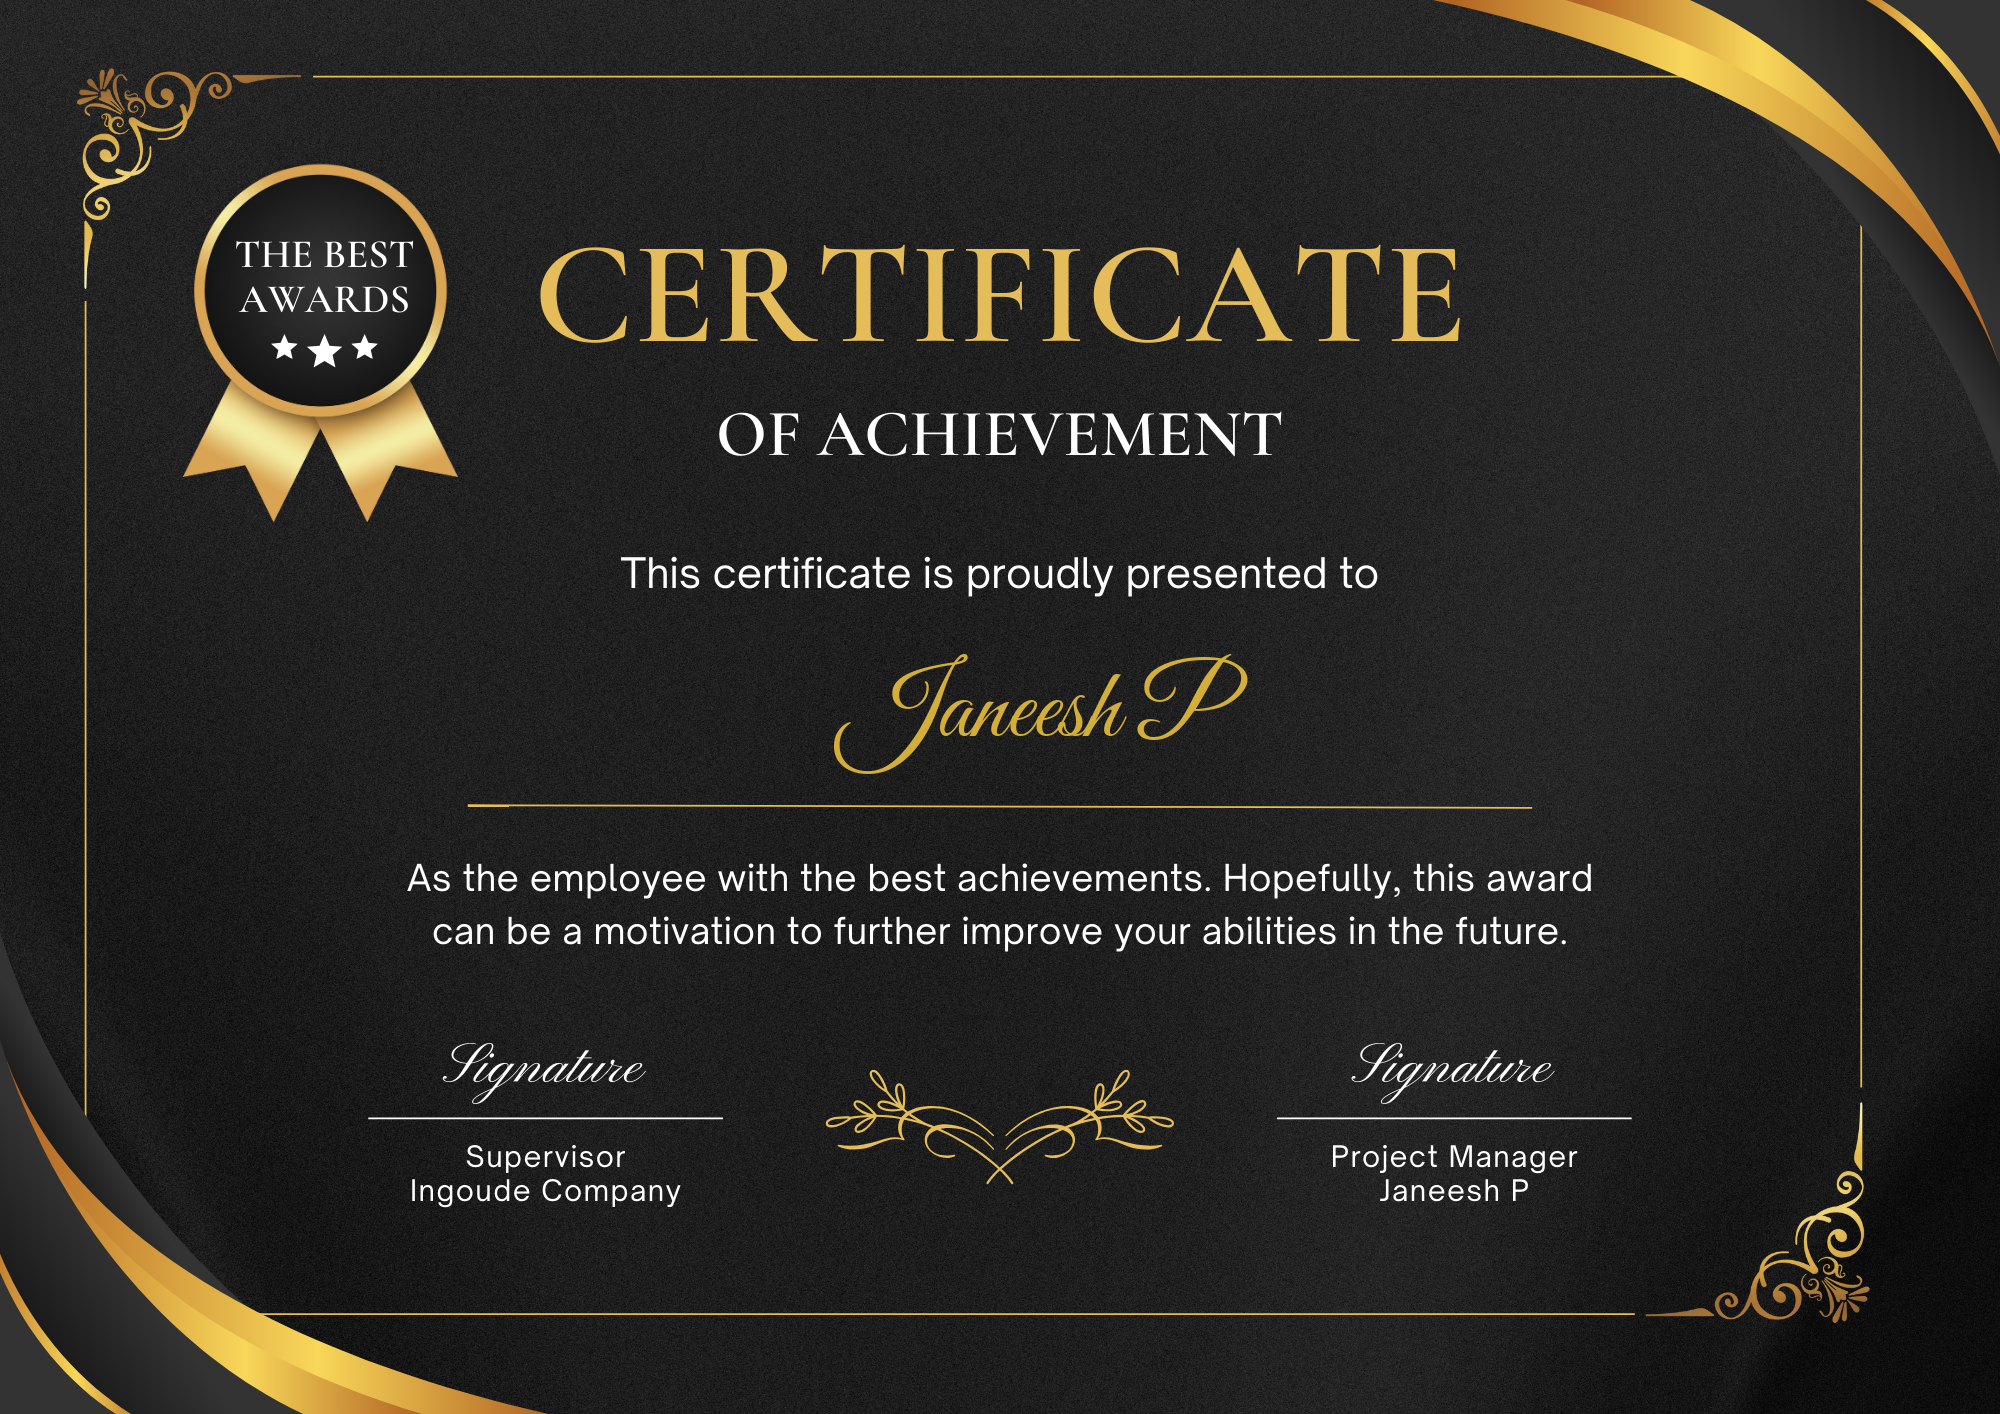 THE BEST
AWARDS
CERTIFICATE
OF ACHIEVEMENT
This certificate is proudly presented to
Janeesh P
As the employee with the best achievements. Hopefully, this award
can be a motivation to further improve your abilities in the future.
Signature
Supervisor
Ingoude Company
Signature
Project Manager
Janeesh P